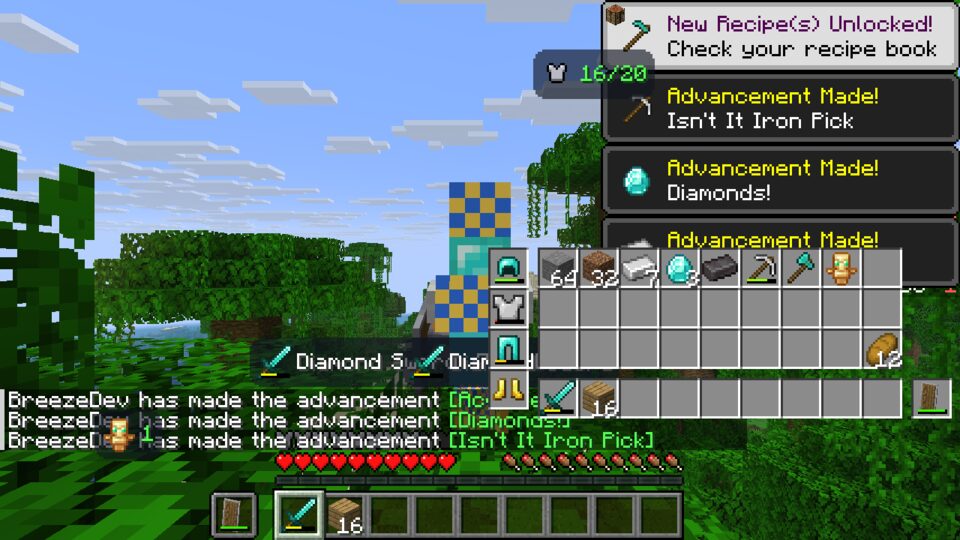 New Recipe(s) Unlocked!
Check your recipe book
16/20
Advancement Made!
Isn't It Iron Pick
Advancement Made!
Diamonds!
Advancement Made!
64
32
7
3
12
Diamond
BreezeDev has made the advancement
BreezeDev has made the advancement [Diamonds!]
has made the advancement [Isn't It Iron Pick]
1
16
16